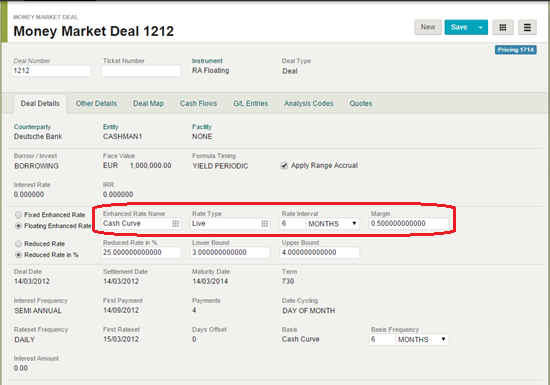 MONEY MARKET DEAL
Money Market Deal 1212
New Save
Pricing 1714
Deal Number Ticket Number Instrument Deal Type
1212 RA Floating Deal
Deal Details Other Details Deal Map Cash Flows G/L Entries Analysis Codes Quotes
Counterparty Entity Facility
Deutsche Bank CASHMAN1 NONE
Borrow / Invest Face Value Formula Timing
BORROWING EUR 1,000,000.00 YIELD PERIODIC Apply Range Accrual
Interest Rate IRR
0.000000 0.000000
Fixed Enhanced Rate Enhanced Rate Name Rate Type Rate Interval Margin
Floating Enhanced Rate Cash Curve Live 6 MONTHS 0.500000000000
Reduced Rate Reduced Rate in % Lower Bound Upper Bound
Reduced Rate in % 25.000000000000 3.000000000000 4.000000000000
Deal Date Settlement Date Maturity Date Term
14/03/2012 14/03/2012 14/03/2014 730
Interest Frequency First Payment Payments Date Cycling
SEMI ANNUAL 14/09/2012 4 DAY OF MONTH
Rateset Frequency First Rateset Days Offset Basis Basis Frequency
DAILY 15/03/2012 0 Cash Curve 6 MONTHS
Interest Amount
0.00